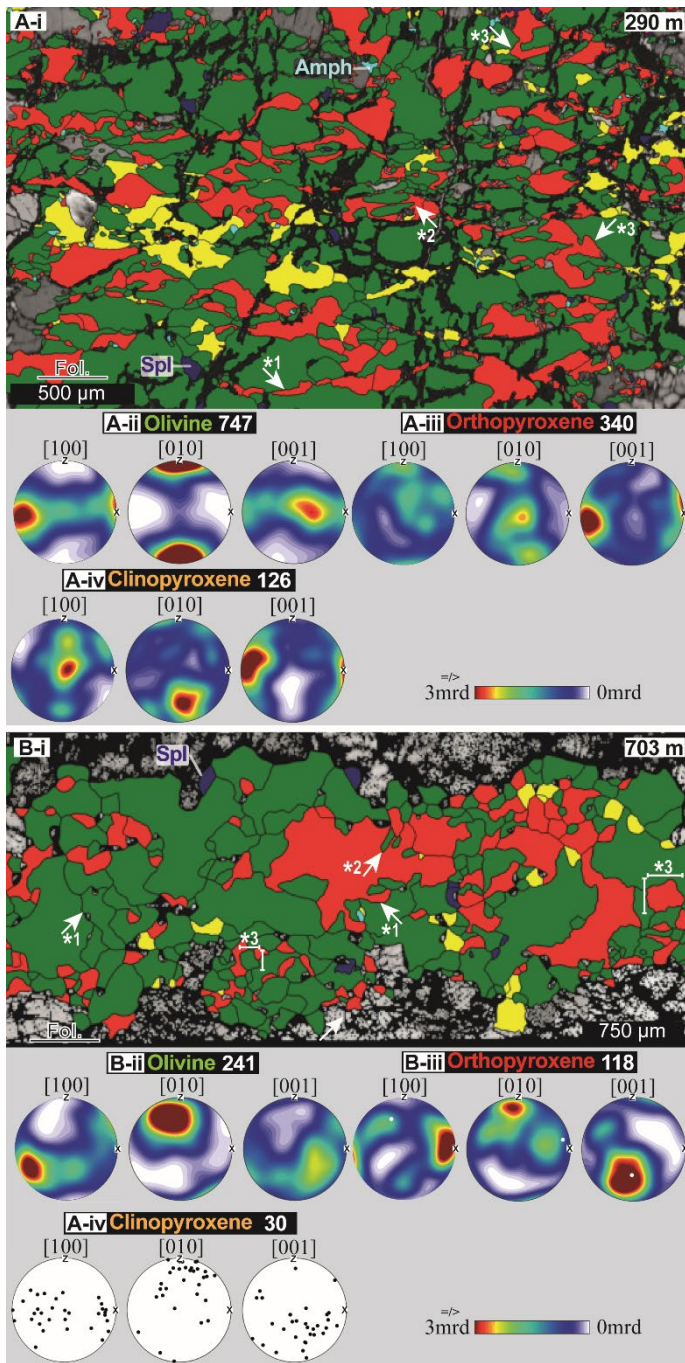 A-i
290 m
*3
Amph
*2
*3
Spl
*1
Fol.
500 µm
A-ii Olivine 747
A-iii Orthopyroxene 340
[100] [010] [001] [100] [010] [001]
z z z z z z
x x x x x x
A-iv Clinopyroxene 126
[100] [010] [001]
z z z
x x x
=/>
3mrd 0mrd
B-i
703 m
Spl
*2
*3
*1
*1
*3
Fol.
750 µm
B-ii Olivine 241
B-iii Orthopyroxene 118
[100] [010] [001] [100] [010] [001]
z z z z z z
x x x x x x
A-iv Clinopyroxene 30
[100] [010] [001]
z z z
x x x
=/>
3mrd 0mrd